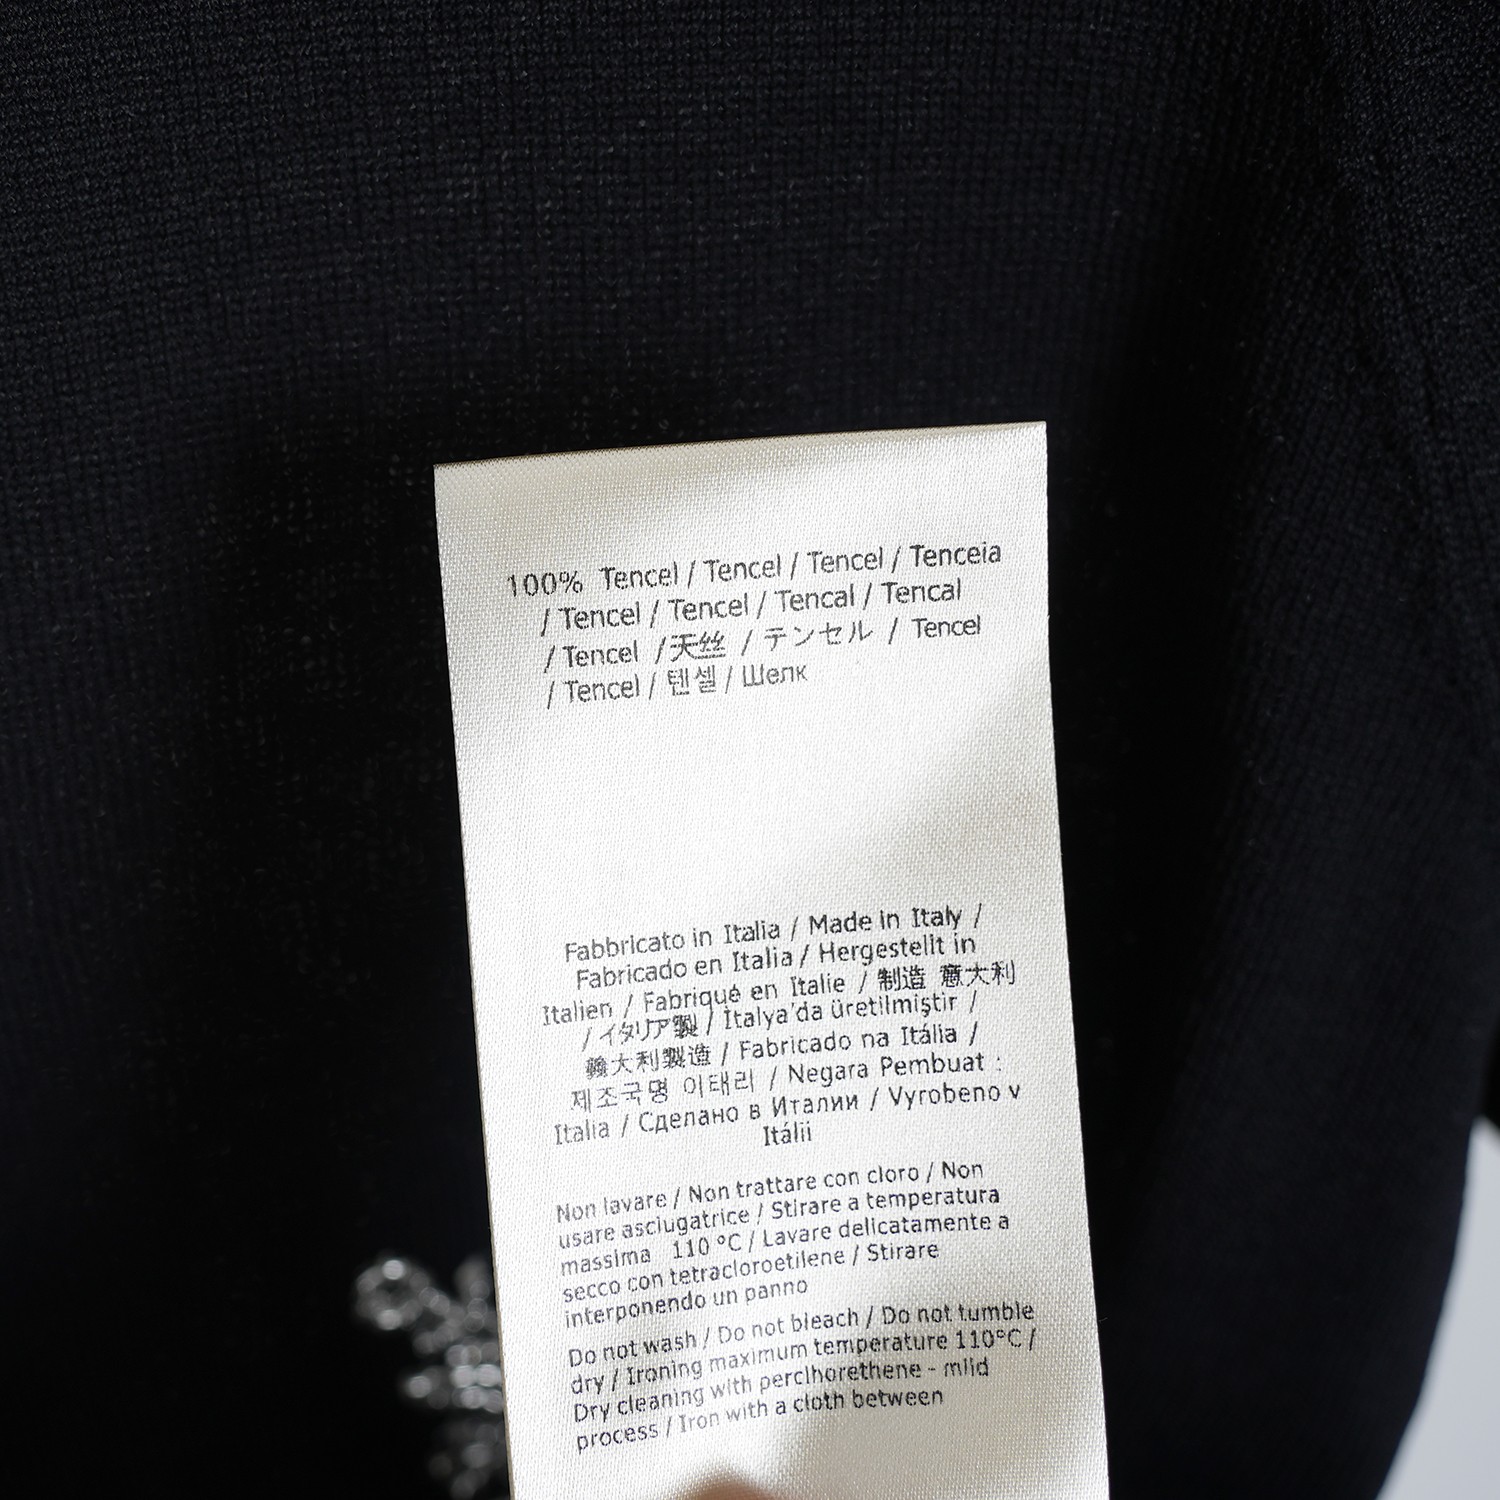 100% Tencel / Tencel / Tencel / Tenceia
/ Tencel / Tencel / Tencal / Tencal
/ Tencel / 天丝 / テンセル / Tencel
/ Tencel / 텐셀 / Шелк
Fabbricato in Italia / Made in Italy /
Fabricado en Italia / Hergestellt in
Italien / Fabriqué en Italie / 制造 意大利
/ イタリア製 / İtalya'da üretilmiştir /
大利製造 / Fabricado na Itália /
제조국명 이태리 / Negara Pembuat :
Italia / Сделано в Италии / Vyrobeno v
Itálii
Non lavare / Non trattare con cloro / Non
usare asciugatrice / Stirare a temperatura
massima 110 °C / Lavare delicatamente a
secco con tetracloroetilene / Stirare
interponendo un panno
Do not wash / Do not bleach / Do not tumble
dry / Ironing maximum temperature 110°C /
Dry cleaning with perclhorethene - mild
process / Iron with a cloth between